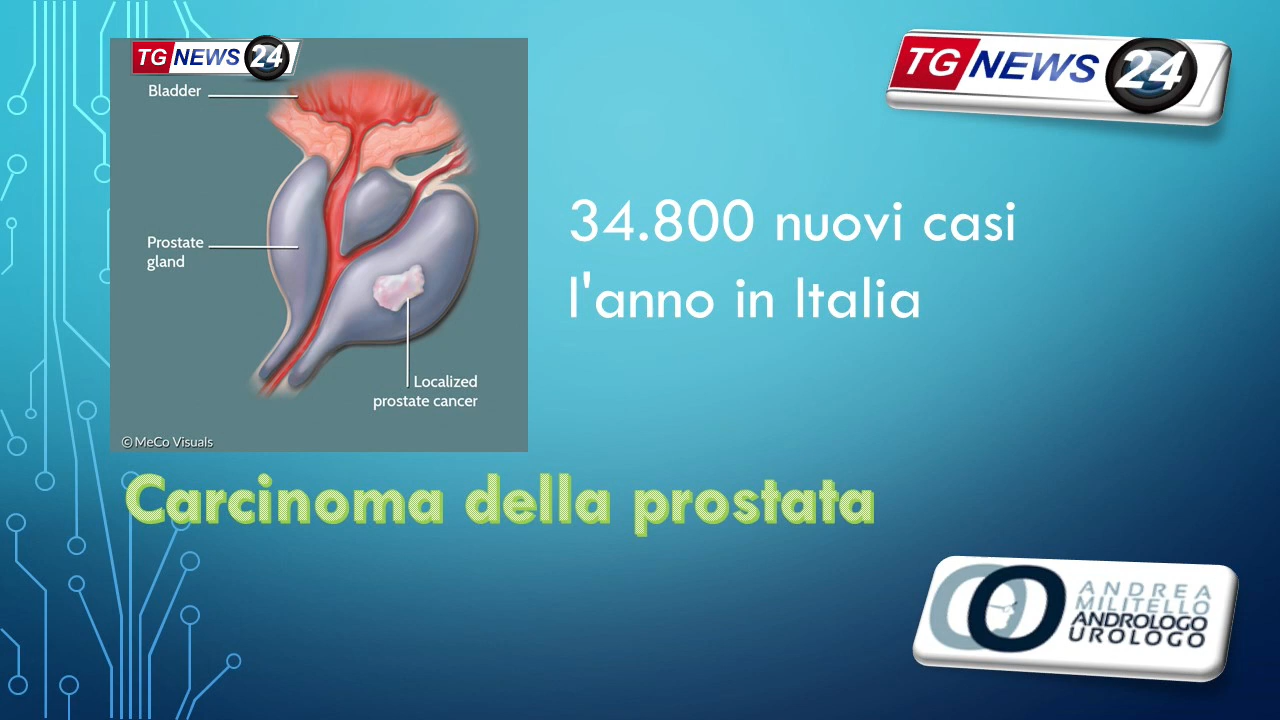 TG NEWS 24
TG NEWS 24
Bladder
Prostate
gland
Localized
prostate cancer
© MeCo Visuals
34.800 nuovi casi
l'anno in Italia
Carcinoma della prostata
ANDREA
MILITELLO
ANDROLOGO
UROLOGO